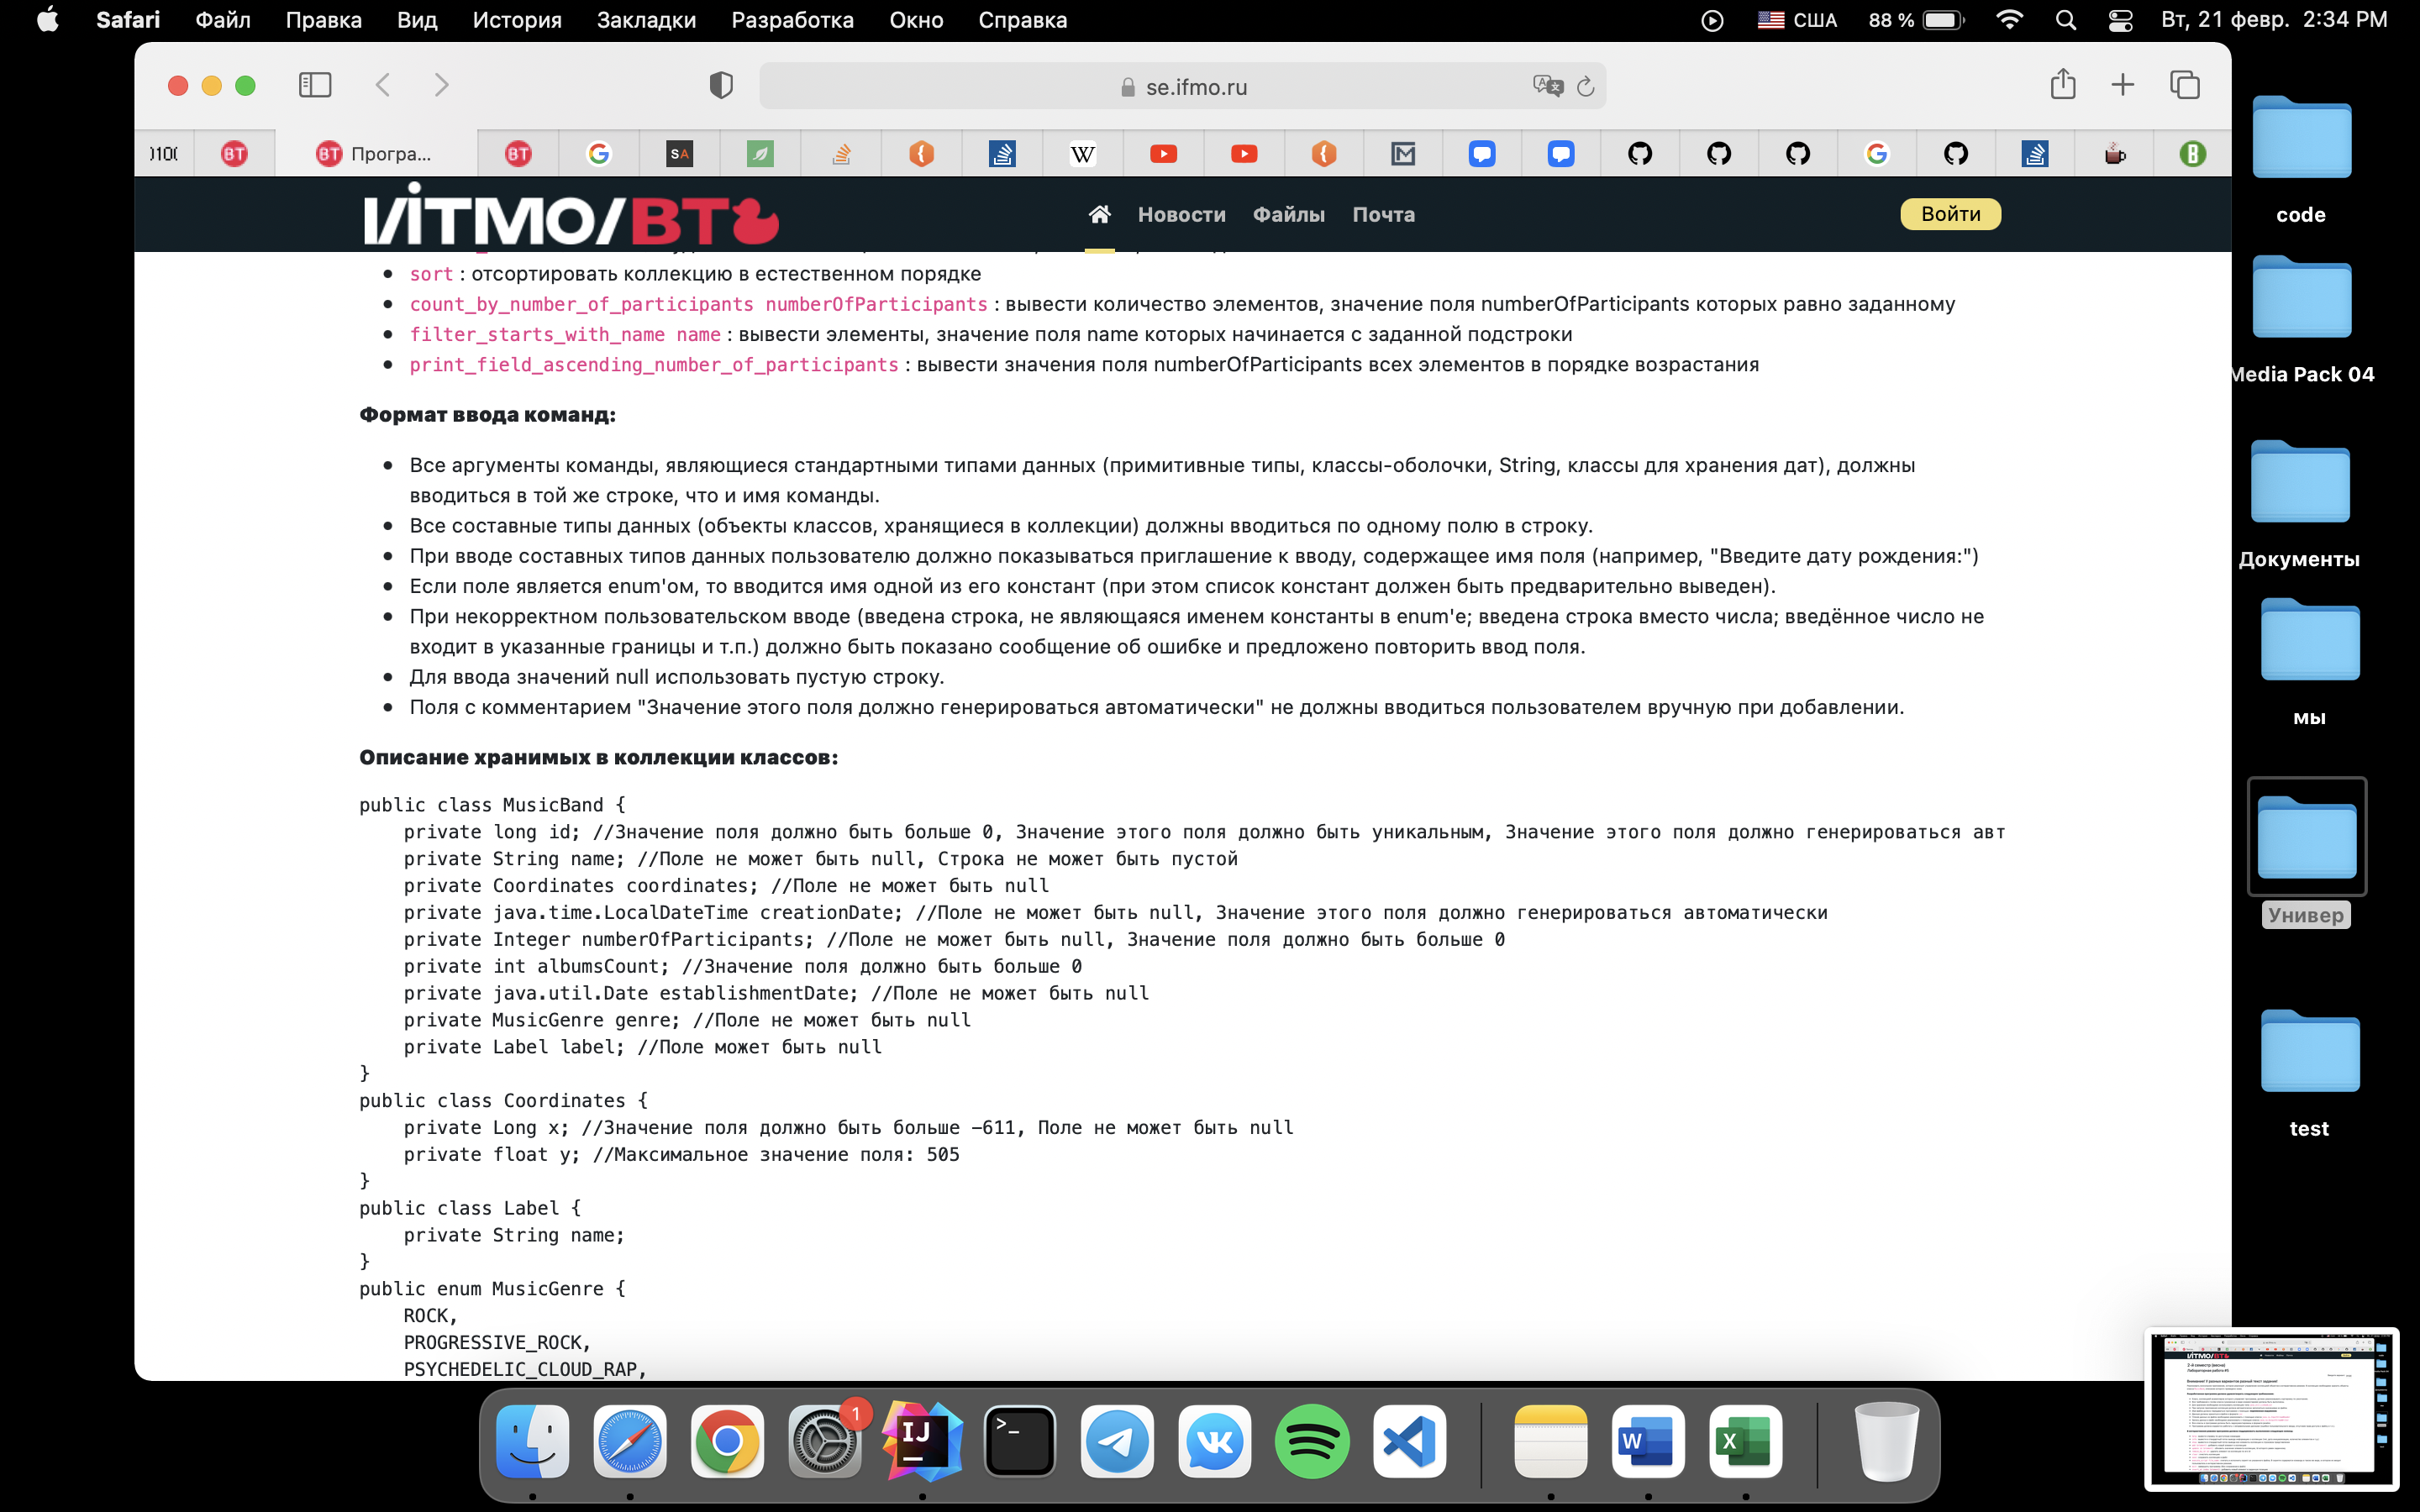 Safari Файл Правка Вид История Закладки Разработка Окно Справка США 88 % Вт, 21 февр. 2:34 PM
se.ifmo.ru
)10( BT BT Програ... BT G SA W G B
ИТМО/ВТ Новости Файлы Почта Войти
sort : отсортировать коллекцию в естественном порядке
count_by_number_of_participants numberOfParticipants : вывести количество элементов, значение поля numberOfParticipants которых равно заданному
filter_starts_with_name name : вывести элементы, значение поля name которых начинается с заданной подстроки
print_field_ascending_number_of_participants : вывести значения поля numberOfParticipants всех элементов в порядке возрастания
Формат ввода команд:
Все аргументы команды, являющиеся стандартными типами данных (примитивные типы, классы-оболочки, String, классы для хранения дат), должны
вводиться в той же строке, что и имя команды.
Все составные типы данных (объекты классов, хранящиеся в коллекции) должны вводиться по одному полю в строку.
При вводе составных типов данных пользователю должно показываться приглашение к вводу, содержащее имя поля (например, "Введите дату рождения:")
Если поле является enum'ом, то вводится имя одной из его констант (при этом список констант должен быть предварительно выведен).
При некорректном пользовательском вводе (введена строка, не являющаяся именем константы в enum'е; введена строка вместо числа; введённое число не
входит в указанные границы и т.п.) должно быть показано сообщение об ошибке и предложено повторить ввод поля.
Для ввода значений null использовать пустую строку.
Поля с комментарием "Значение этого поля должно генерироваться автоматически" не должны вводиться пользователем вручную при добавлении.
Описание хранимых в коллекции классов:
public class MusicBand {
private long id; //Значение поля должно быть больше 0, Значение этого поля должно быть уникальным, Значение этого поля должно генерироваться авт
private String name; //Поле не может быть null, Строка не может быть пустой
private Coordinates coordinates; //Поле не может быть null
private java.time.LocalDateTime creationDate; //Поле не может быть null, Значение этого поля должно генерироваться автоматически
private Integer numberOfParticipants; //Поле не может быть null, Значение поля должно быть больше 0
private int albumsCount; //Значение поля должно быть больше 0
private java.util.Date establishmentDate; //Поле не может быть null
private MusicGenre genre; //Поле не может быть null
private Label label; //Поле может быть null
}
public class Coordinates {
private Long x; //Значение поля должно быть больше -611, Поле не может быть null
private float y; //Максимальное значение поля: 505
}
public class Label {
private String name;
}
public enum MusicGenre {
ROCK,
PROGRESSIVE_ROCK,
PSYCHEDELIC_CLOUD_RAP,
code
Media Pack 04
Документы
мы
Универ
test
1
IJ
W
X